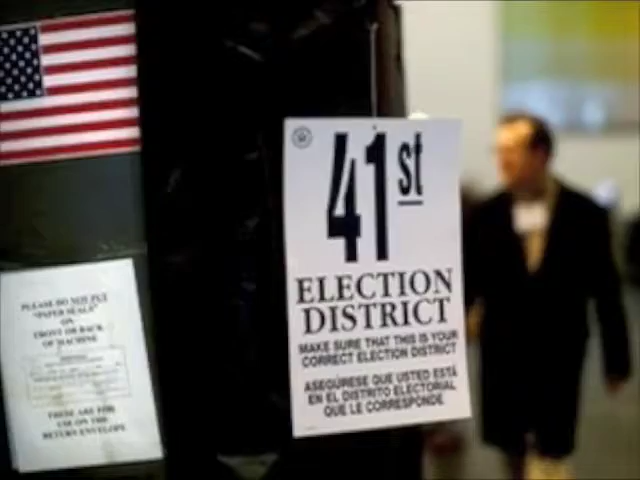 PLEASE DO NOT PUT
"PAPER SEALS"
ON
FRONT OR BACK
OF MACHINE
THESE ARE FOR
USE ON THE
RETURN ENVELOPE
41st
ELECTION
DISTRICT
MAKE SURE THAT THIS IS YOUR
CORRECT ELECTION DISTRICT
ASEGÚRESE QUE USTED ESTÁ
EN EL DISTRITO ELECTORIAL
QUE LE CORRESPONDE